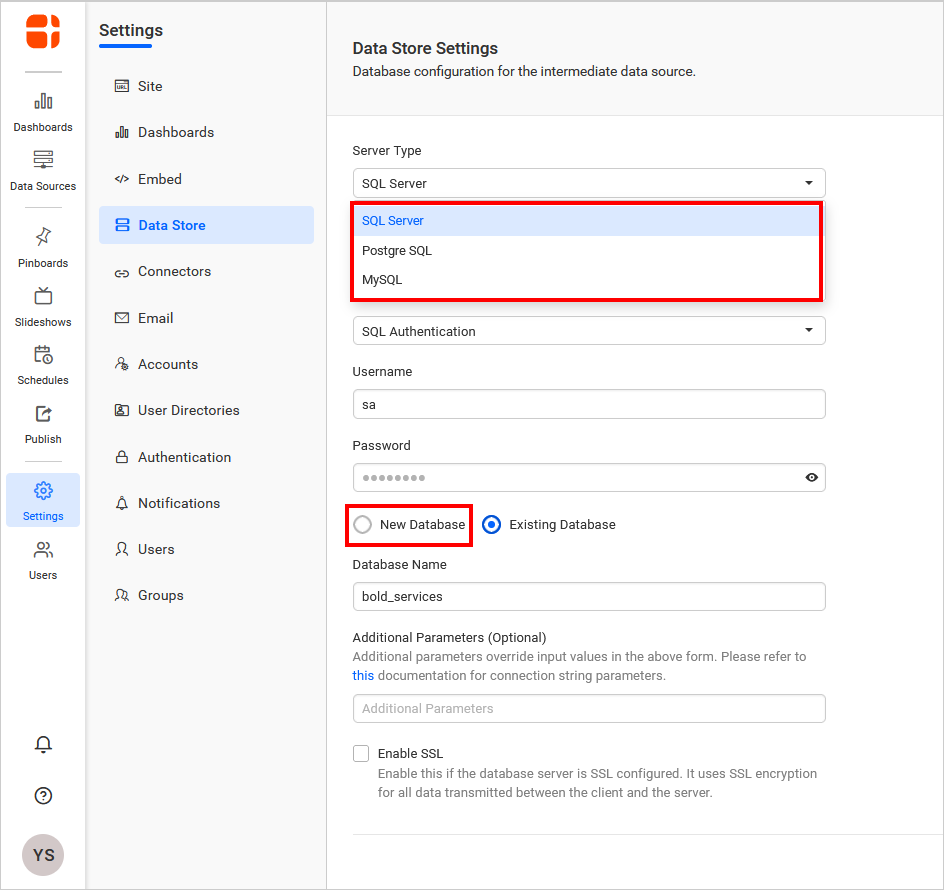 Dashboards
Data Sources
Pinboards
Slideshows
Schedules
Publish
Settings
Users
YS
Settings
URL
Site
Dashboards
Embed
Data Store
Connectors
Email
Accounts
User Directories
Authentication
Notifications
Users
Groups
Data Store Settings
Database configuration for the intermediate data source.
Server Type
SQL Server
SQL Server
Postgre SQL
MySQL
SQL Authentication
Username
sa
Password
New Database Existing Database
Database Name
bold_services
Additional Parameters (Optional)
Additional parameters override input values in the above form. Please refer to
this documentation for connection string parameters.
Additional Parameters
Enable SSL
Enable this if the database server is SSL configured. It uses SSL encryption
for all data transmitted between the client and the server.